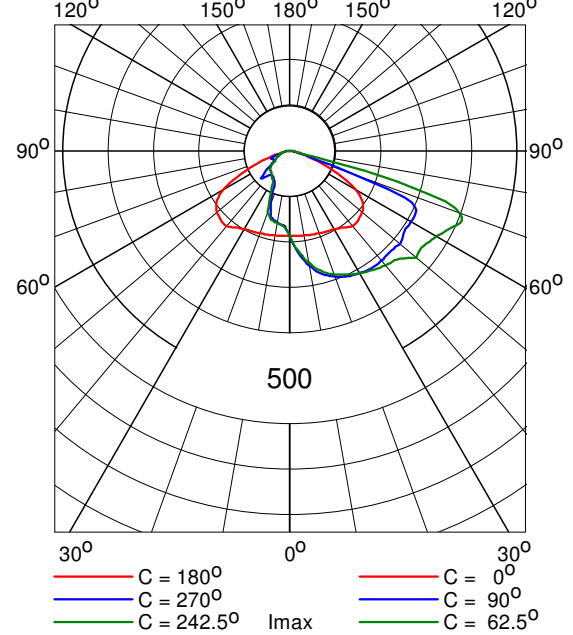 120° 150° 180° 150° 120°
90° 90°
60° 60°
500
30° 0° 30°
C = 180° C = 0°
C = 270° C = 90°
C = 242.5° Imax C = 62.5°